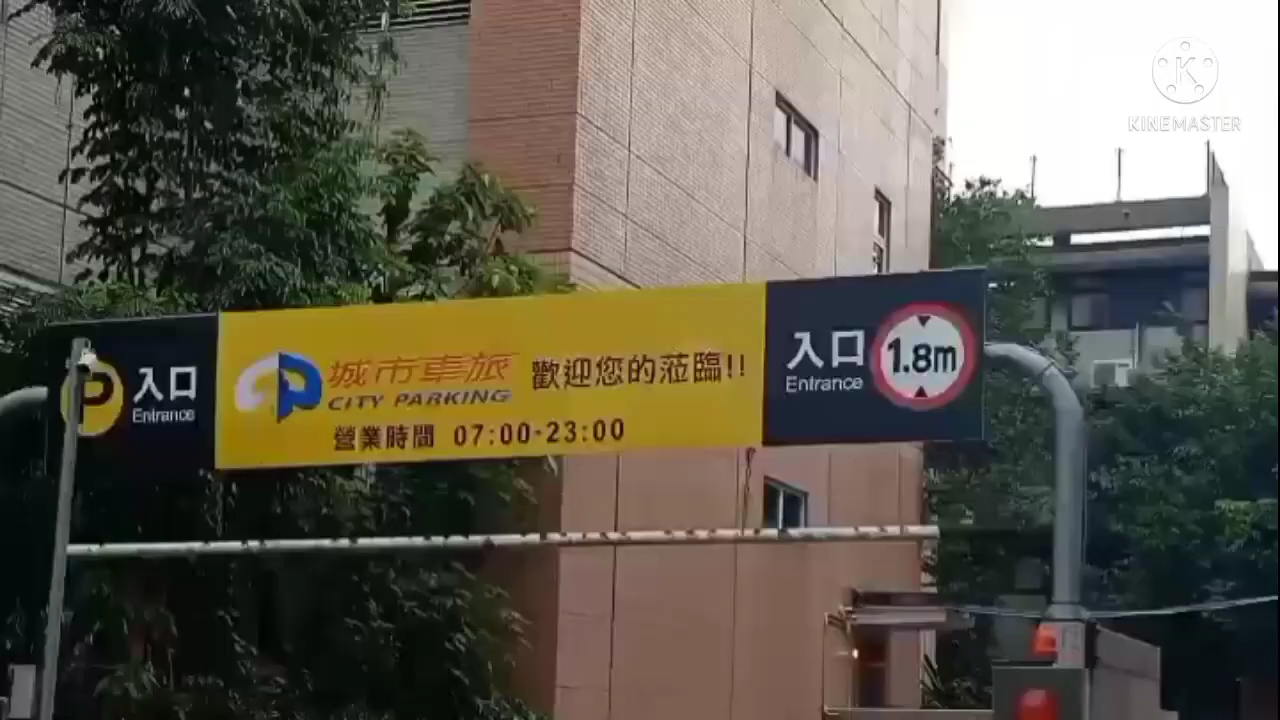 KINEMASTER
P 入口
Entrance
城市車旅
CITY PARKING
歡迎您的蒞臨!!
營業時間 07:00-23:00
入口
Entrance
1.8m